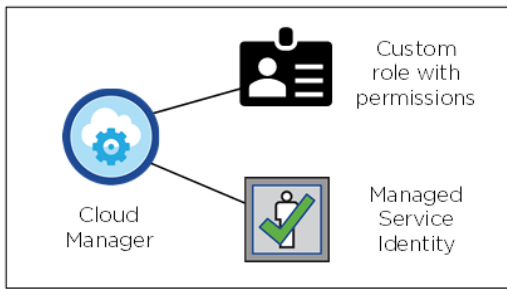 Custom
role with
permissions
Cloud
Manager
Managed
Service
Identity